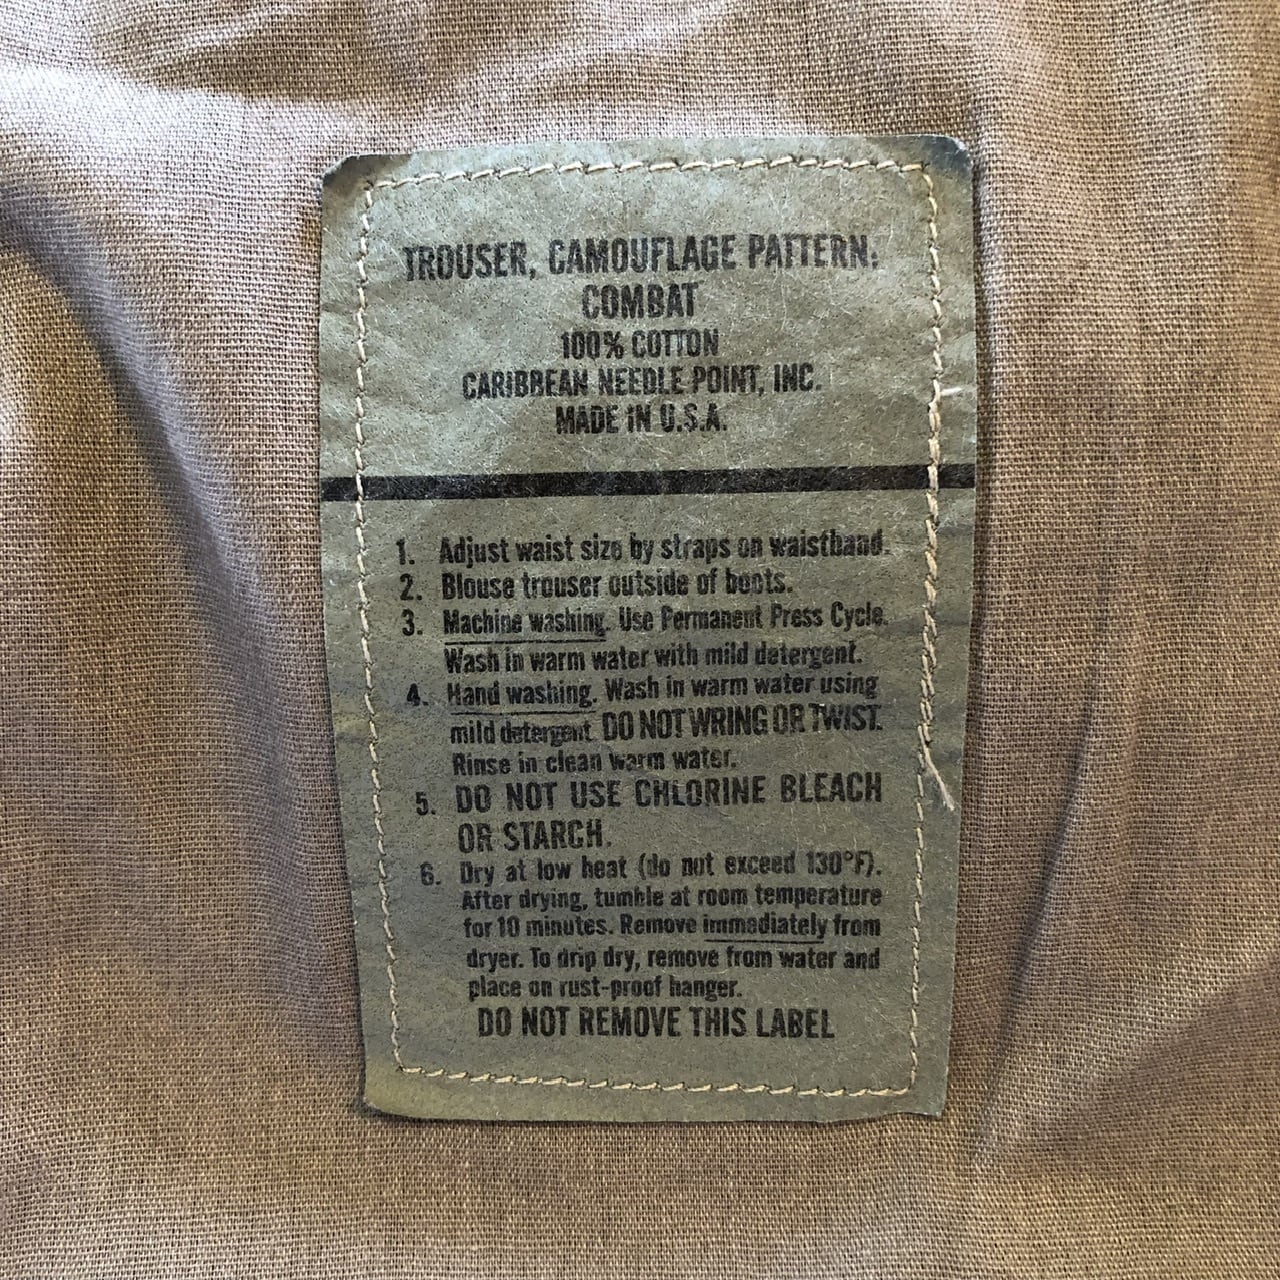 TROUSER, CAMOUFLAGE PATTERN:
COMBAT
100% COTTON
CARIBBEAN NEEDLE POINT, INC.
MADE IN U.S.A.
1. Adjust waist size by straps on waistband.
2. Blouse trouser outside of boots.
3. Machine washing. Use Permanent Press Cycle.
Wash in warm water with mild detergent.
4. Hand washing. Wash in warm water using
mild detergent. DO NOT WRING OR TWIST.
Rinse in clean warm water.
5. DO NOT USE CHLORINE BLEACH
OR STARCH.
6. Dry at low heat (do not exceed 130°F).
After drying, tumble at room temperature
for 10 minutes. Remove immediately from
dryer. To drip dry, remove from water and
place on rust-proof hanger.
DO NOT REMOVE THIS LABEL